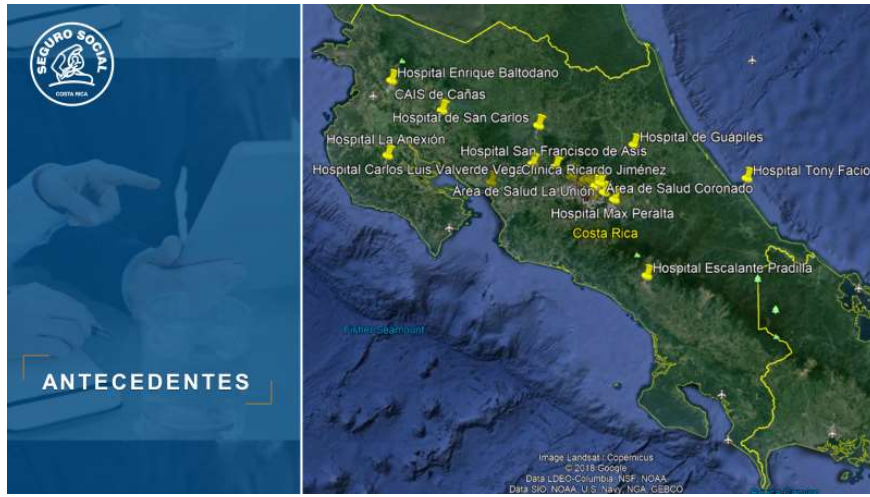 SEGURO SOCIAL
COSTA RICA
ANTECEDENTES
Hospital Enrique Baltodano
CAIS de Cañas
Hospital de San Carlos
Hospital La Anexión
Hospital de Guápiles
Hospital San Francisco de Asís
Hospital Tony Facio
Hospital Carlos Luis Valverde Vega
Clínica Ricardo Jiménez
Área de Salud La Unión
Área de Salud Coronado
Hospital Max Peralta
Costa Rica
Hospital Escalante Pradilla
Fisher Seamount
Image Landsat / Copernicus
© 2018 Google
Data LDEO-Columbia, NSF, NOAA
Data SIO, NOAA, U.S. Navy, NGA, GEBCO